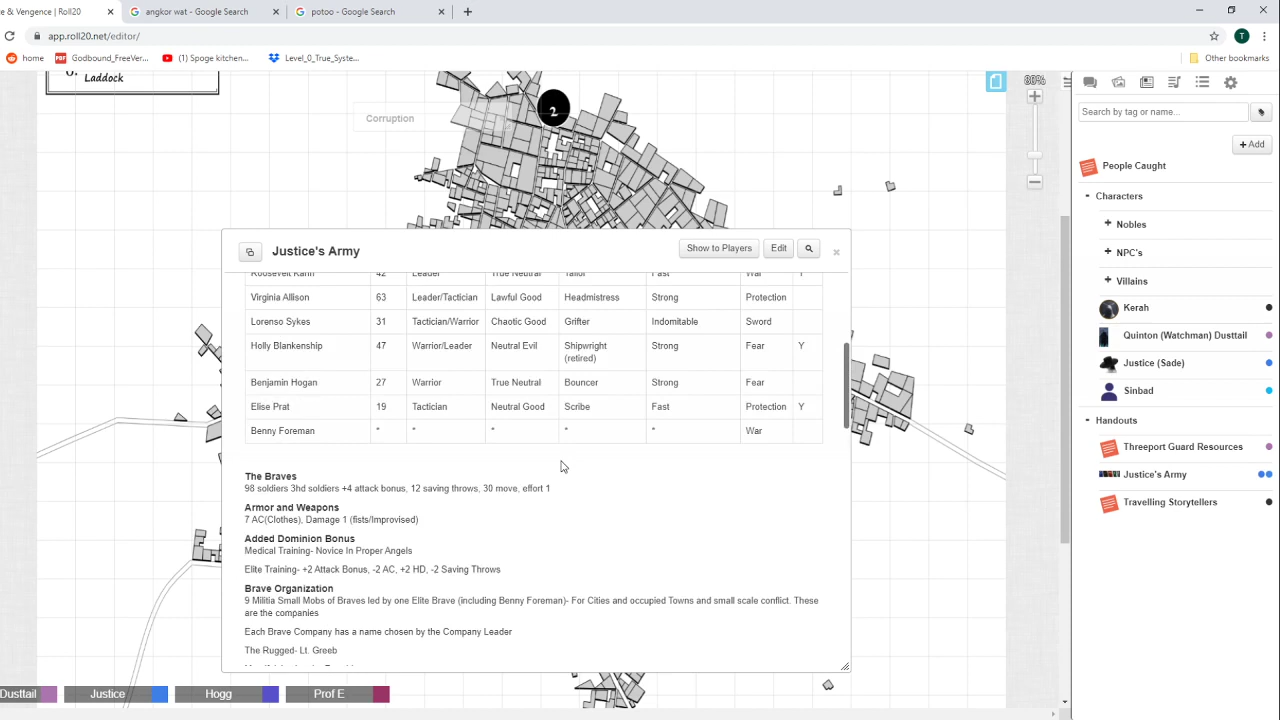 e & Vengence | Roll20 × angkor wat - Google Search × potoo - Google Search × +
app.roll20.net/editor/
home Godbound_FreeVer... (1) Spoge kitchen... Level_0_True_Syste... Other bookmarks
Laddock
Corruption
2
80%
Justice's Army
Show to Players Edit
Roosevelt Kahn 42 Leader True Neutral Tailor Fast War Y
Virginia Allison 63 Leader/Tactician Lawful Good Headmistress Strong Protection
Lorenso Sykes 31 Tactician/Warrior Chaotic Good Grifter Indomitable Sword
Holly Blankenship 47 Warrior/Leader Neutral Evil Shipwright (retired) Strong Fear Y
Benjamin Hogan 27 Warrior True Neutral Bouncer Strong Fear
Elise Prat 19 Tactician Neutral Good Scribe Fast Protection Y
Benny Foreman * * * * * War
The Braves
98 soldiers 3hd soldiers +4 attack bonus, 12 saving throws, 30 move, effort 1
Armor and Weapons
7 AC(Clothes), Damage 1 (fists/Improvised)
Added Dominion Bonus
Medical Training- Novice In Proper Angels
Elite Training- +2 Attack Bonus, -2 AC, +2 HD, -2 Saving Throws
Brave Organization
9 Militia Small Mobs of Braves led by one Elite Brave (including Benny Foreman)- For Cities and occupied Towns and small scale conflict. These
are the companies
Each Brave Company has a name chosen by the Company Leader
The Rugged- Lt. Greeb
Dusttail Justice Hogg Prof E
Search by tag or name...
+ Add
People Caught
Characters
+ Nobles
+ NPC's
+ Villains
Kerah
Quinton (Watchman) Dusttail
Justice (Sade)
Sinbad
Handouts
Threeport Guard Resources
Justice's Army
Travelling Storytellers